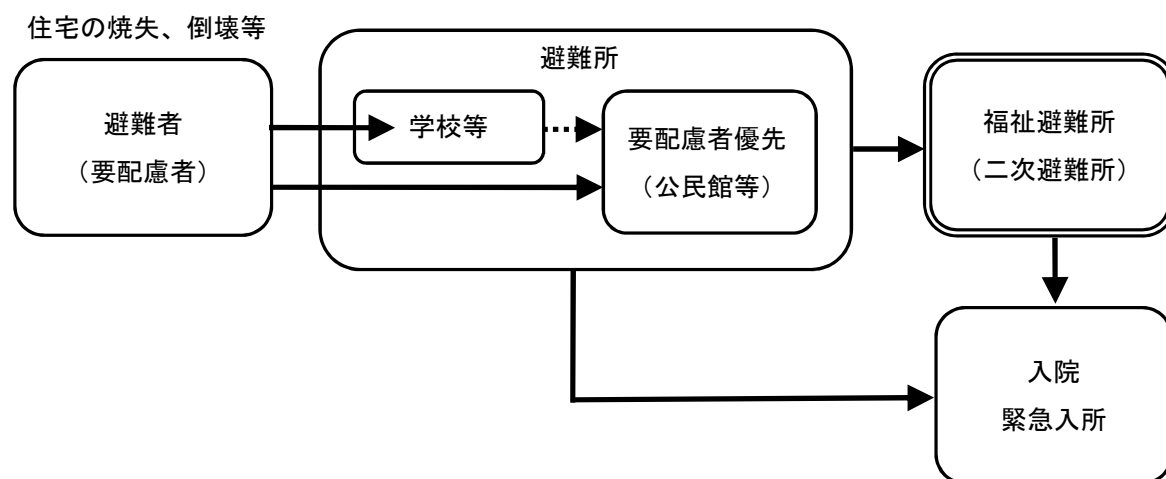 住宅の焼失、倒壊等
避難者
（要配慮者）
避難所
学校等
要配慮者優先
（公民館等）
福祉避難所
（二次避難所）
入院
緊急入所